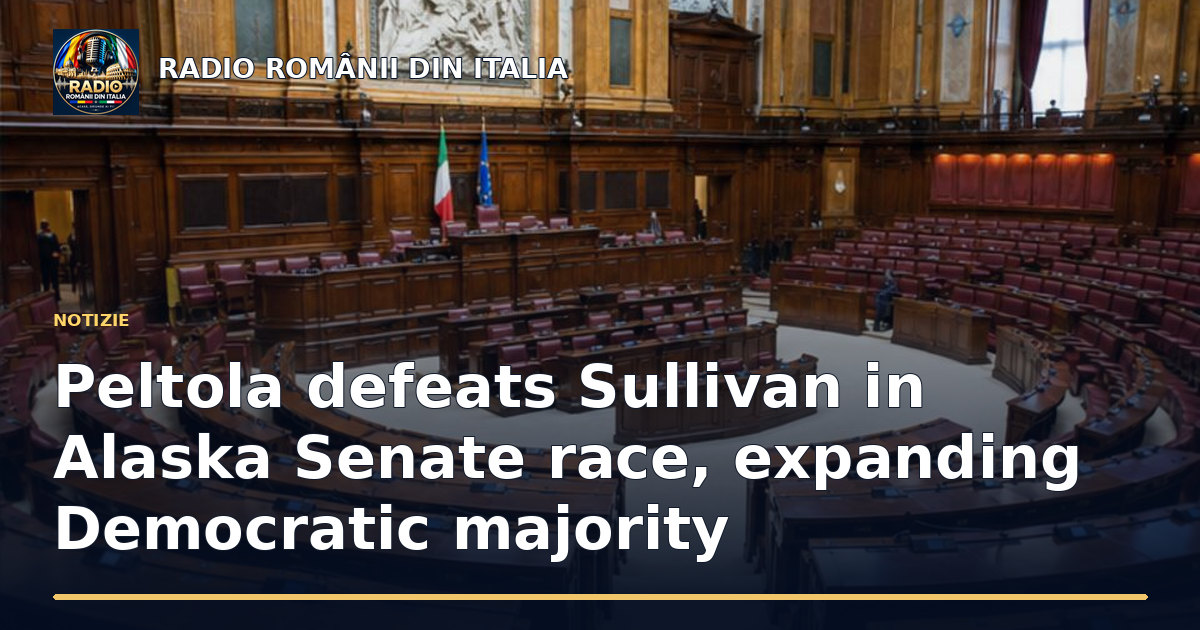 RADIO
ROMÂNII DIN ITALIA
RADIO ROMÂNII DIN ITALIA
NOTIZIE
Peltola defeats Sullivan in
Alaska Senate race, expanding
Democratic majority